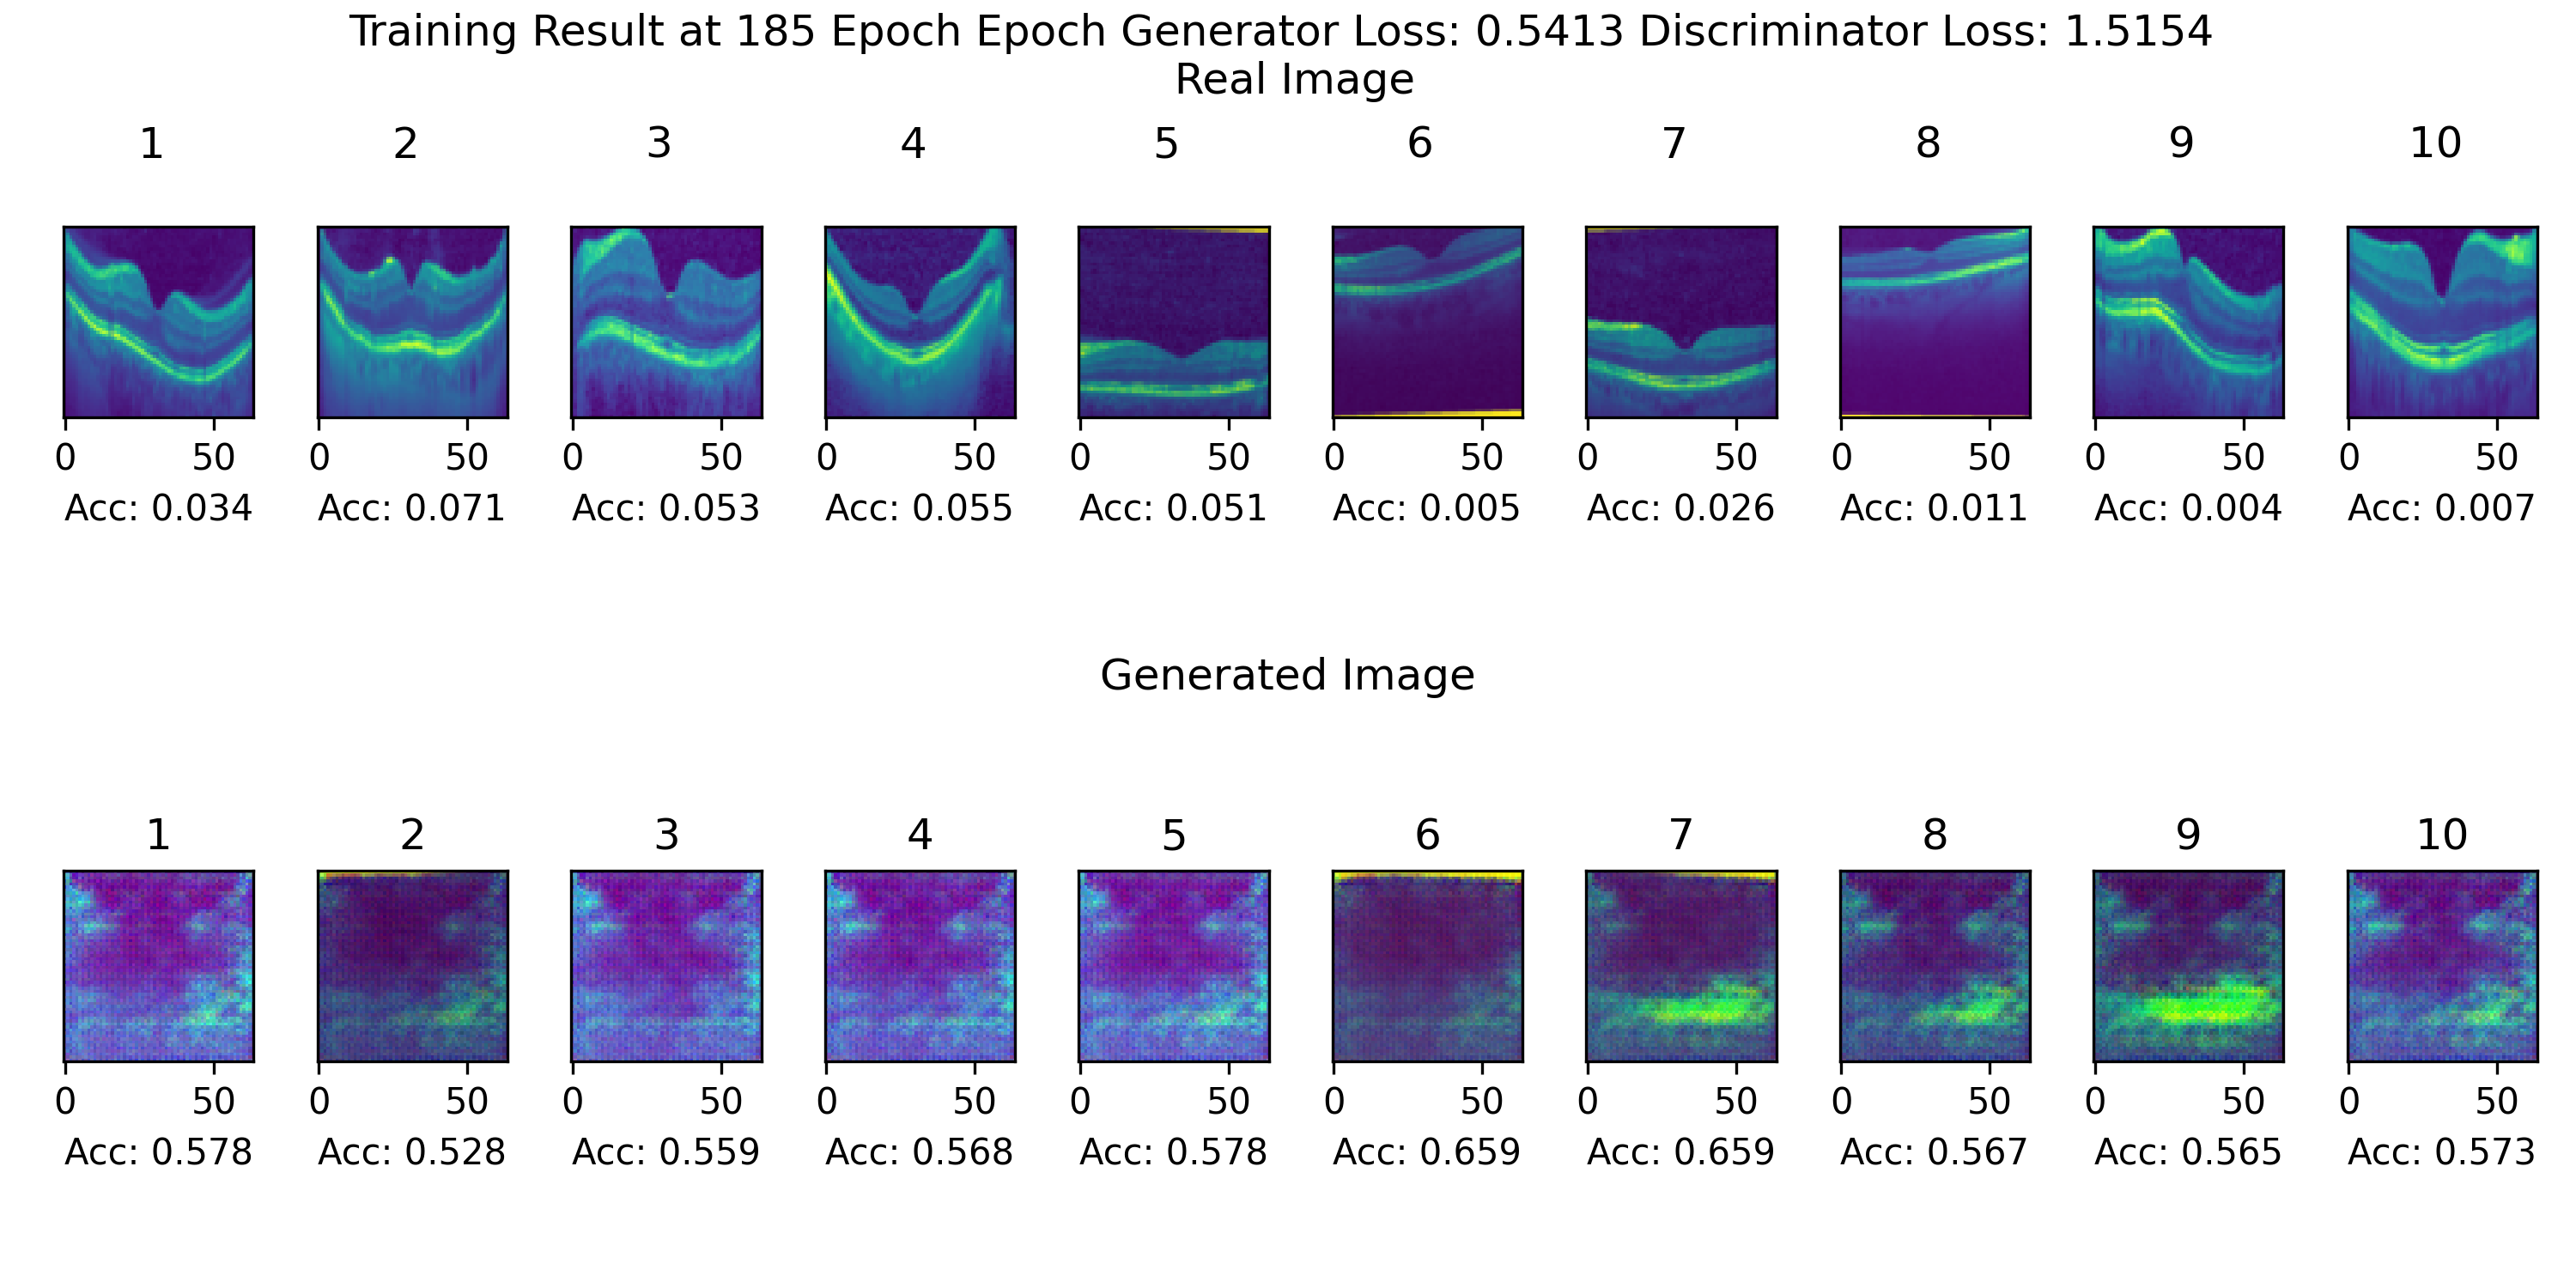 Training Result at 185 Epoch Epoch Generator Loss: 0.5413 Discriminator Loss: 1.5154
Real Image
1 2 3 4 5 6 7 8 9 10
0 50 0 50 0 50 0 50 0 50 0 50 0 50 0 50 0 50 0 50
Acc: 0.034 Acc: 0.071 Acc: 0.053 Acc: 0.055 Acc: 0.051 Acc: 0.005 Acc: 0.026 Acc: 0.011 Acc: 0.004 Acc: 0.007
Generated Image
1 2 3 4 5 6 7 8 9 10
0 50 0 50 0 50 0 50 0 50 0 50 0 50 0 50 0 50 0 50
Acc: 0.578 Acc: 0.528 Acc: 0.559 Acc: 0.568 Acc: 0.578 Acc: 0.659 Acc: 0.659 Acc: 0.567 Acc: 0.565 Acc: 0.573